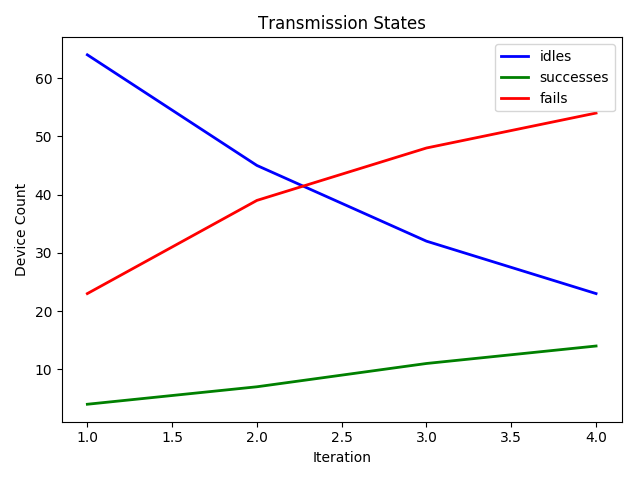 Transmission States
idles
successes
fails
Device Count
60
50
40
30
20
10
1.0 1.5 2.0 2.5 3.0 3.5 4.0
Iteration